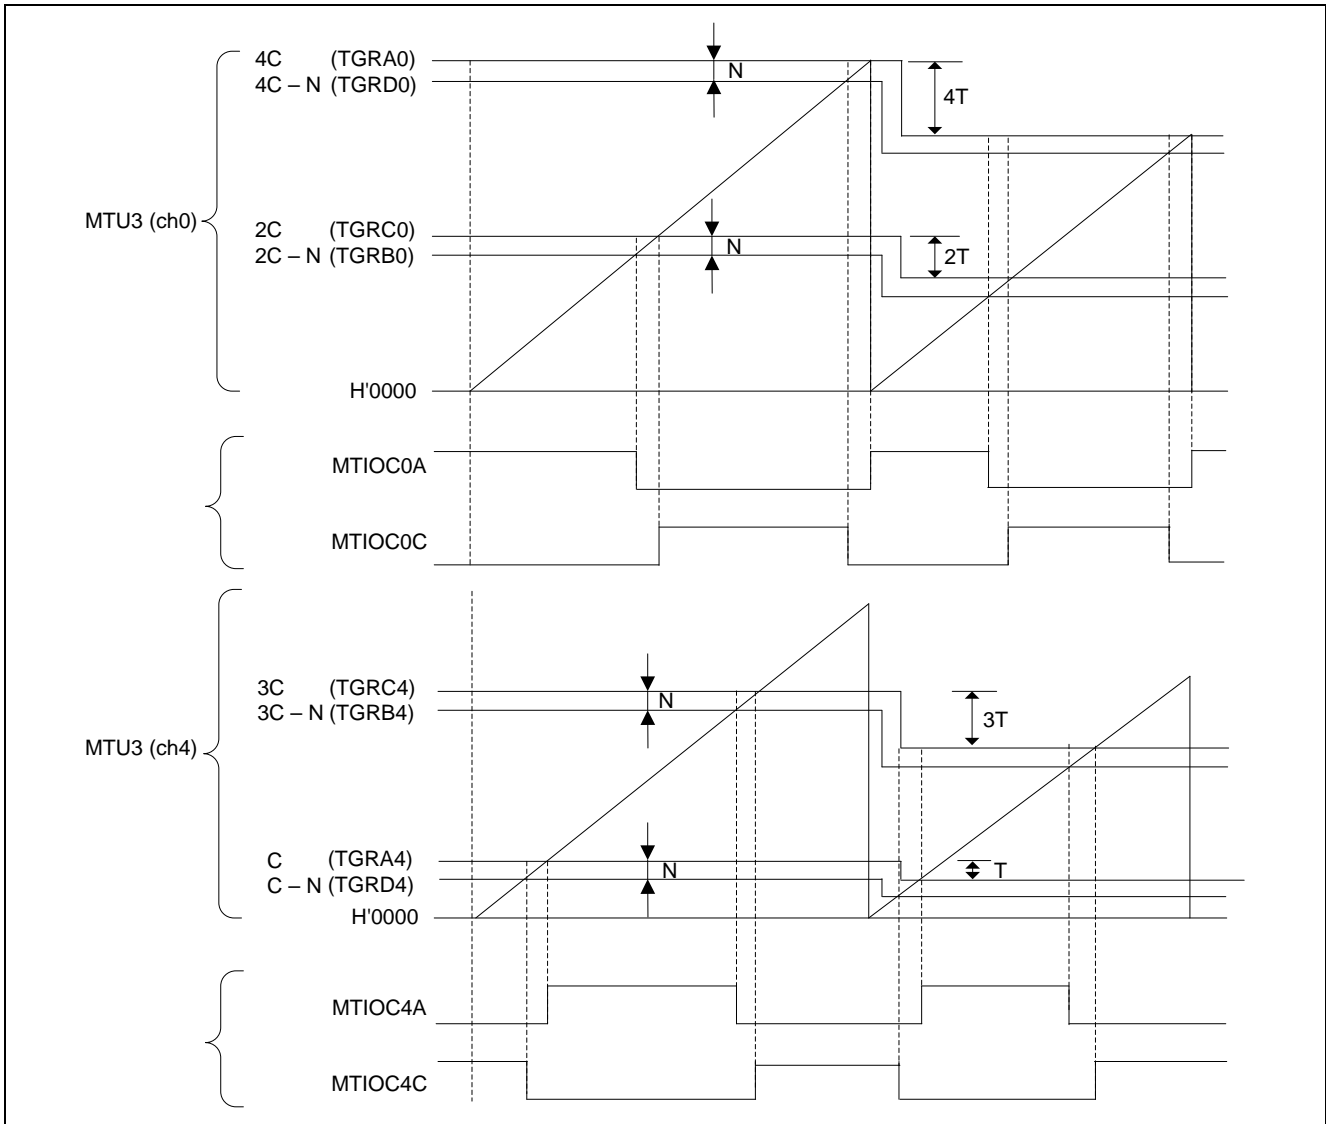 4C (TGRA0)
N
4C – N (TGRD0)
4T
MTU3 (ch0)
2C (TGRC0)
N
2C – N (TGRB0)
2T
H'0000
MTIOC0A
MTIOC0C
3C (TGRC4)
N
3C – N (TGRB4)
3T
MTU3 (ch4)
C (TGRA4)
N
T
C – N (TGRD4)
H'0000
MTIOC4A
MTIOC4C